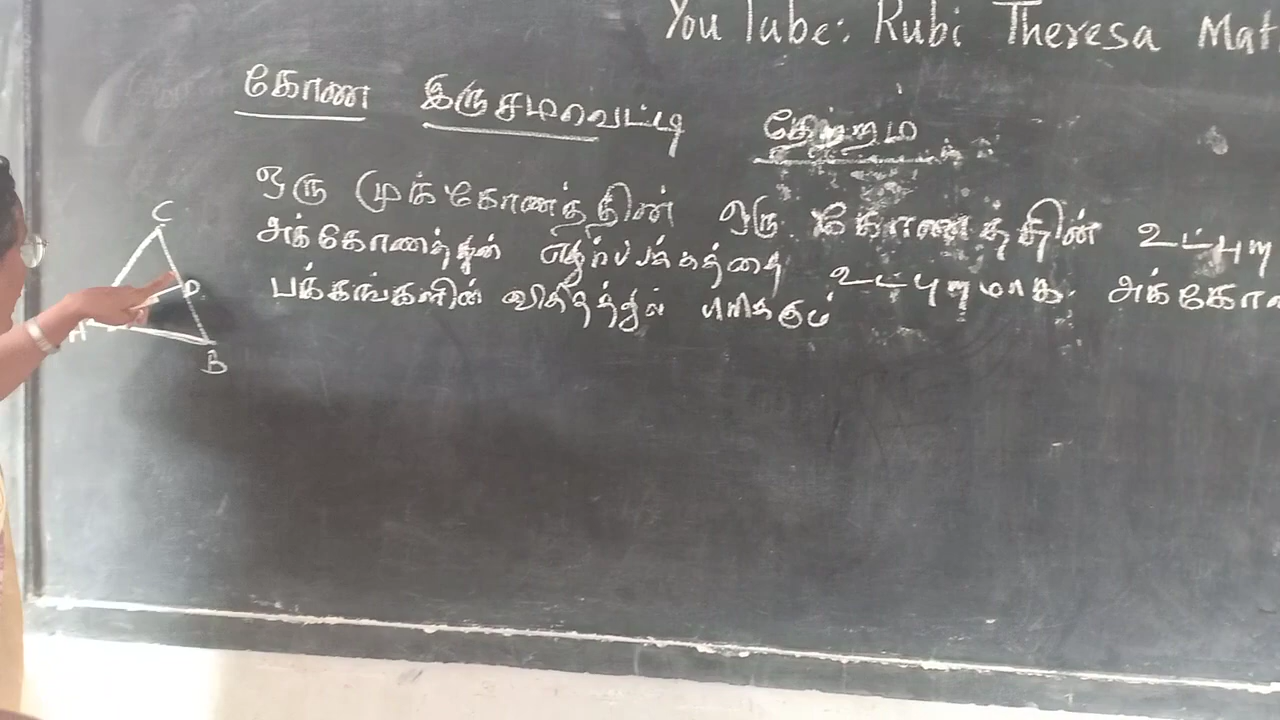 YouTube: Rubi Theresa Mat
கோண இருசமவெட்டி தேற்றம்
ஒரு முக்கோணத்தின் ஒரு கோணத்தின் உட்புற
அக்கோணத்தின் எதிர்ப்பக்கத்தை உட்புறமாக அக்கோண
பக்கங்களின் விகிதத்தில் பிரிக்கும்
C
D
A
B